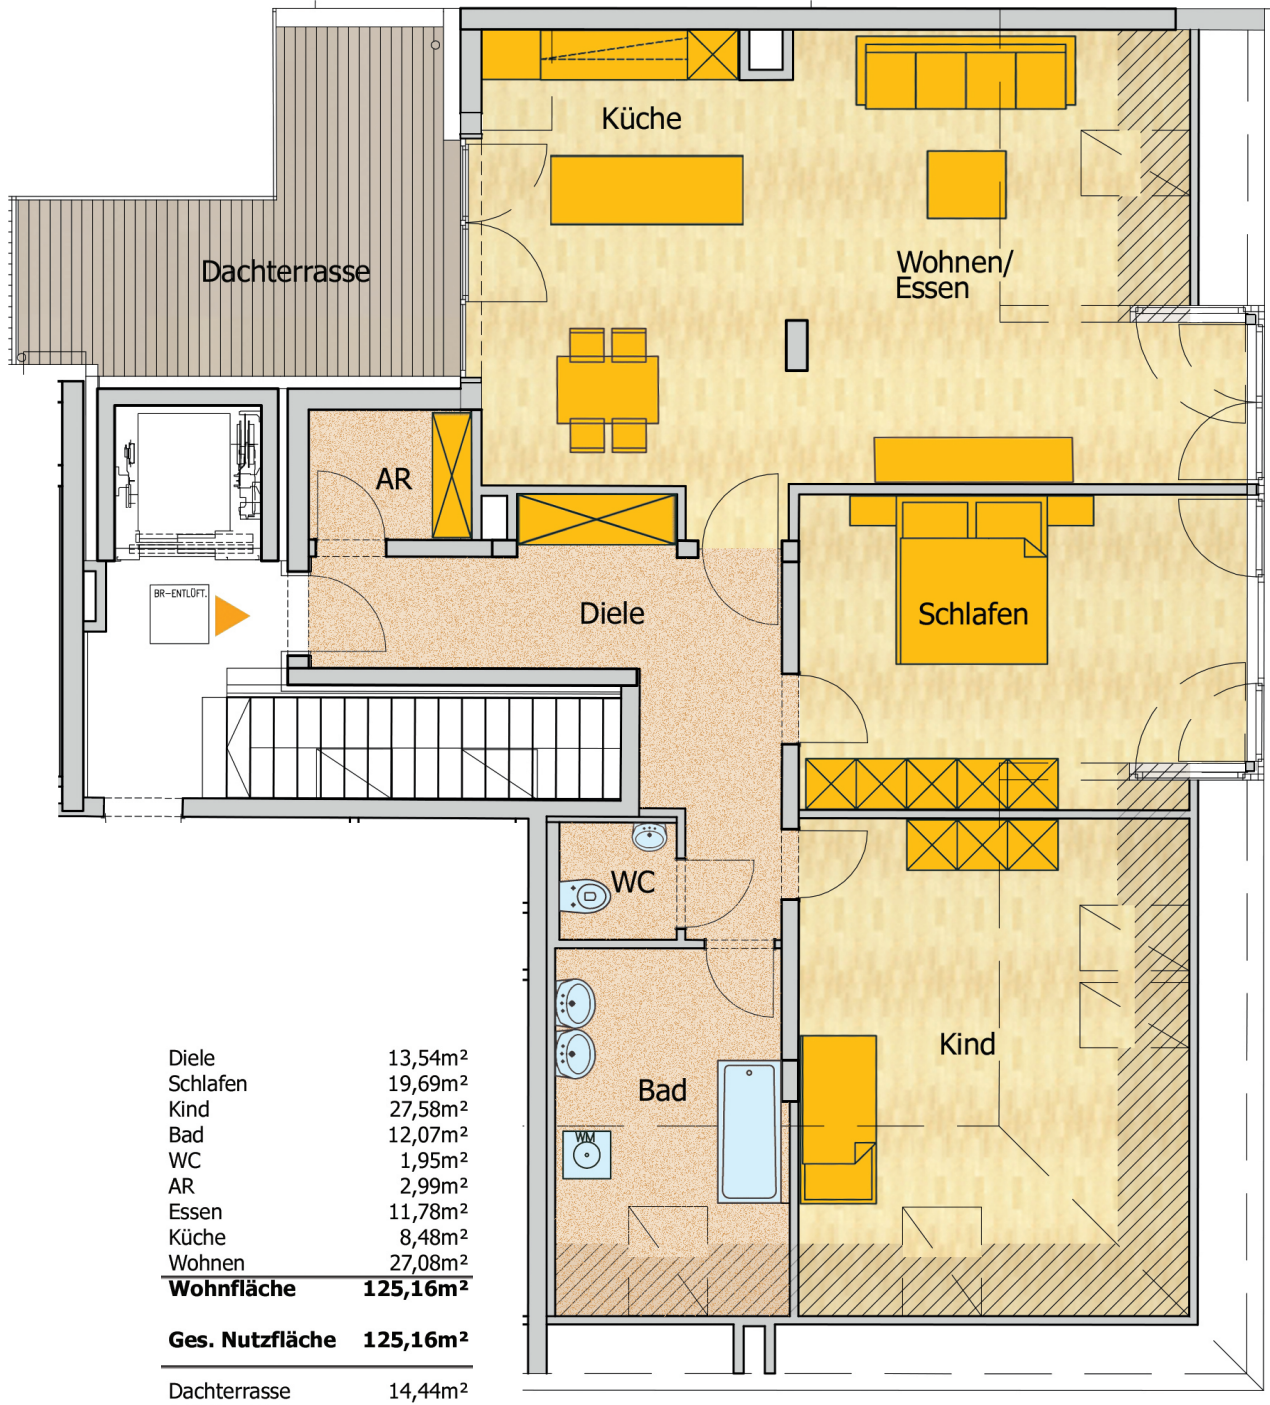 Küche
Dachterrasse
Wohnen/
Essen
AR
BR-ENTLÜFT.
Diele
Schlafen
WC
Kind
Bad
WM
Diele 13,54m²
Schlafen 19,69m²
Kind 27,58m²
Bad 12,07m²
WC 1,95m²
AR 2,99m²
Essen 11,78m²
Küche 8,48m²
Wohnen 27,08m²
Wohnfläche 125,16m²
Ges. Nutzfläche 125,16m²
Dachterrasse 14,44m²